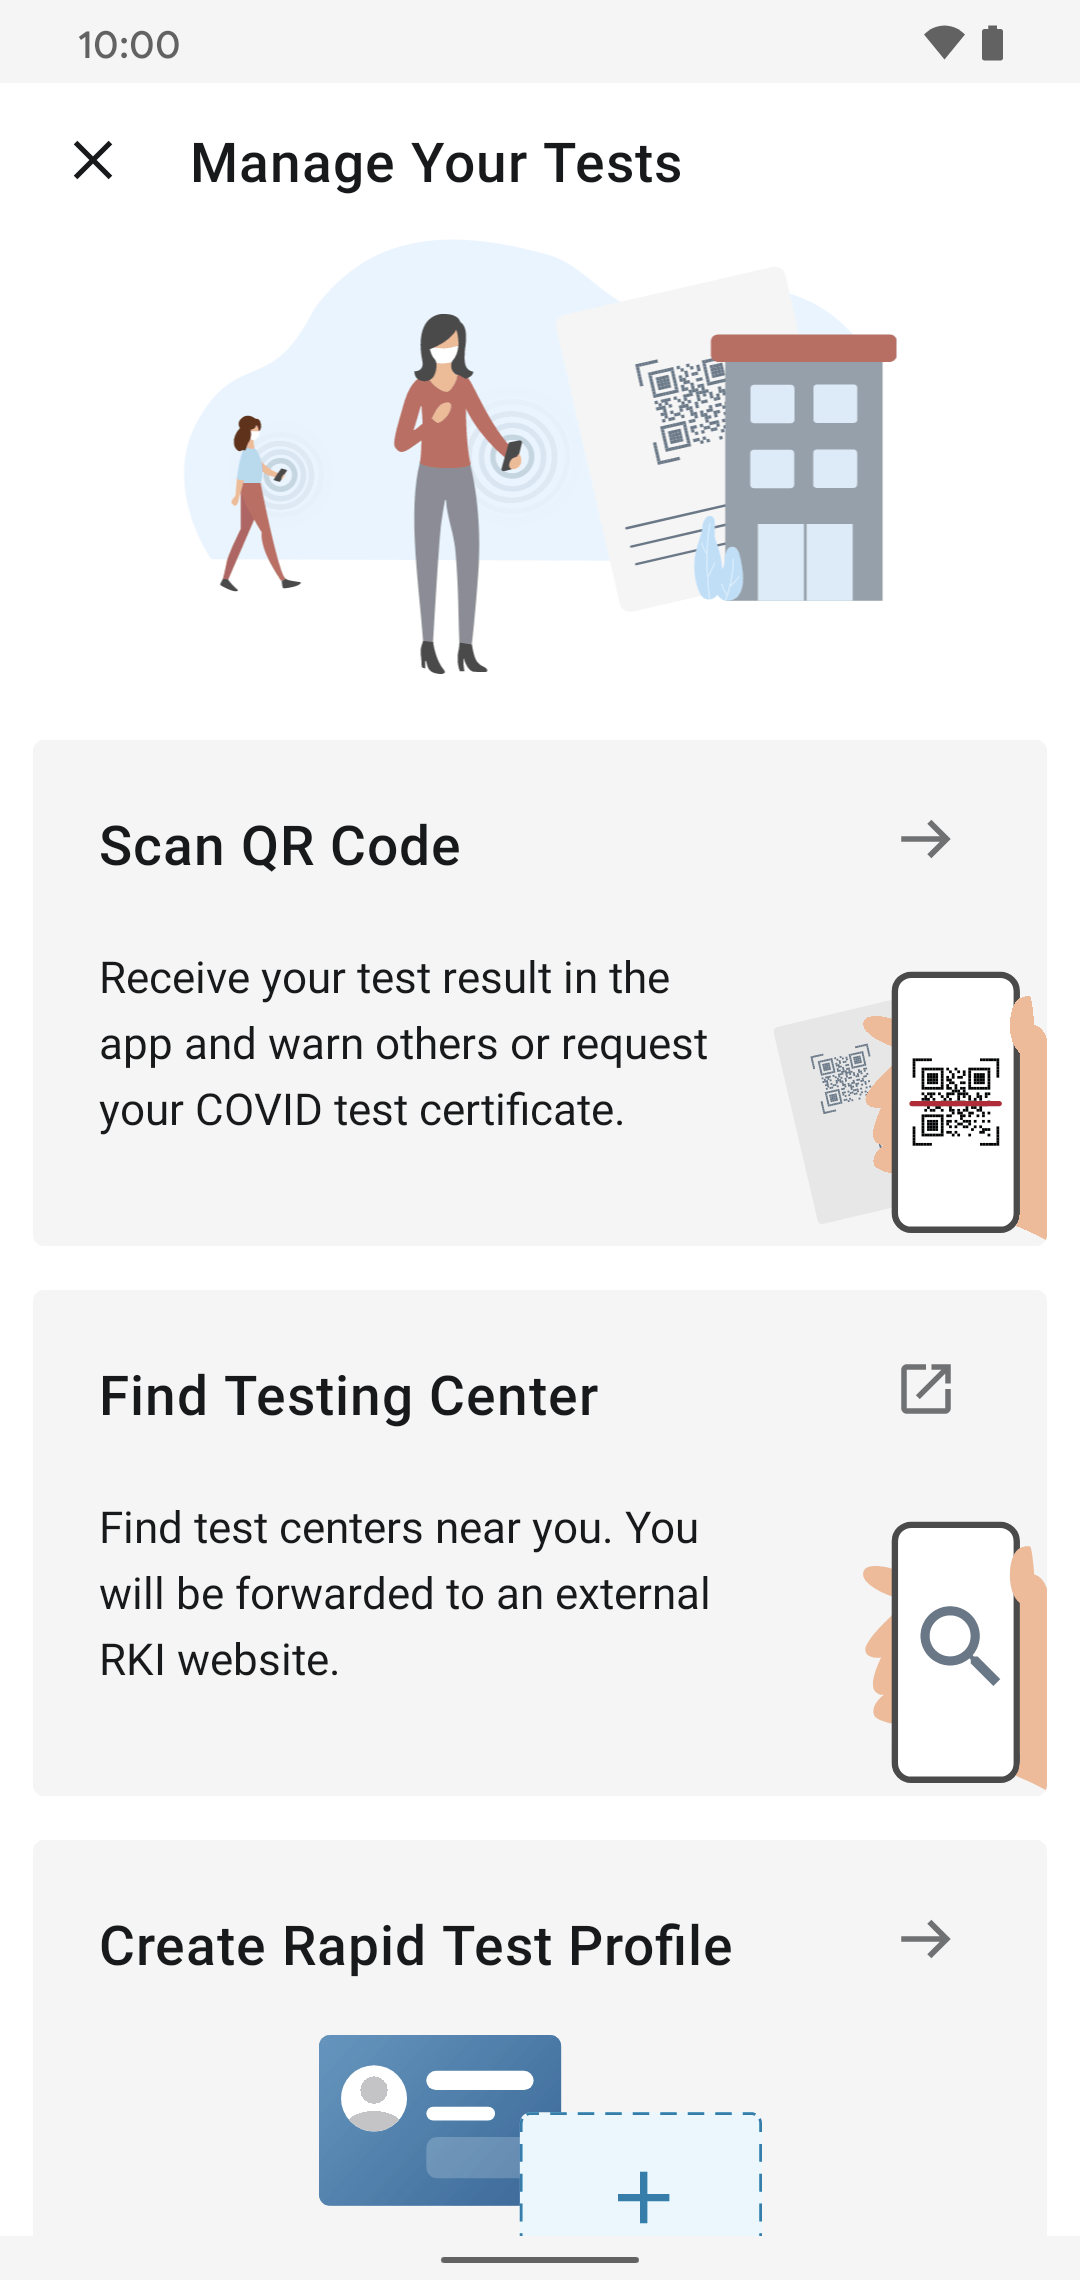 10:00
Manage Your Tests
Scan QR Code
Receive your test result in the
app and warn others or request
your COVID test certificate.
Find Testing Center
Find test centers near you. You
will be forwarded to an external
RKI website.
Create Rapid Test Profile